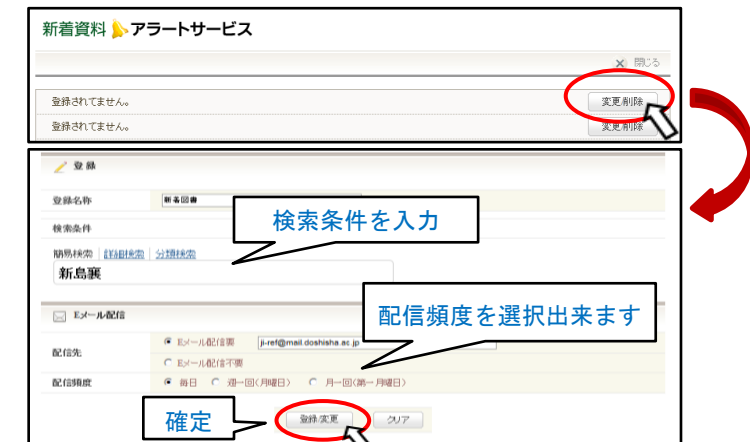 新着資料 アラートサービス
閉じる
登録されてません。 変更/削除
登録されてません。 変更/削除
登録
登録名称 新着図書
検索条件を入力
検索条件
簡易検索 詳細検索 分類検索
新島襄
Eメール配信
配信頻度を選択出来ます
配信先 Eメール配信要 ji-ref@mail.doshisha.ac.jp
Eメール配信不要
配信頻度 毎日 週一回(月曜日) 月一回(第一月曜日)
確定 登録/変更 クリア